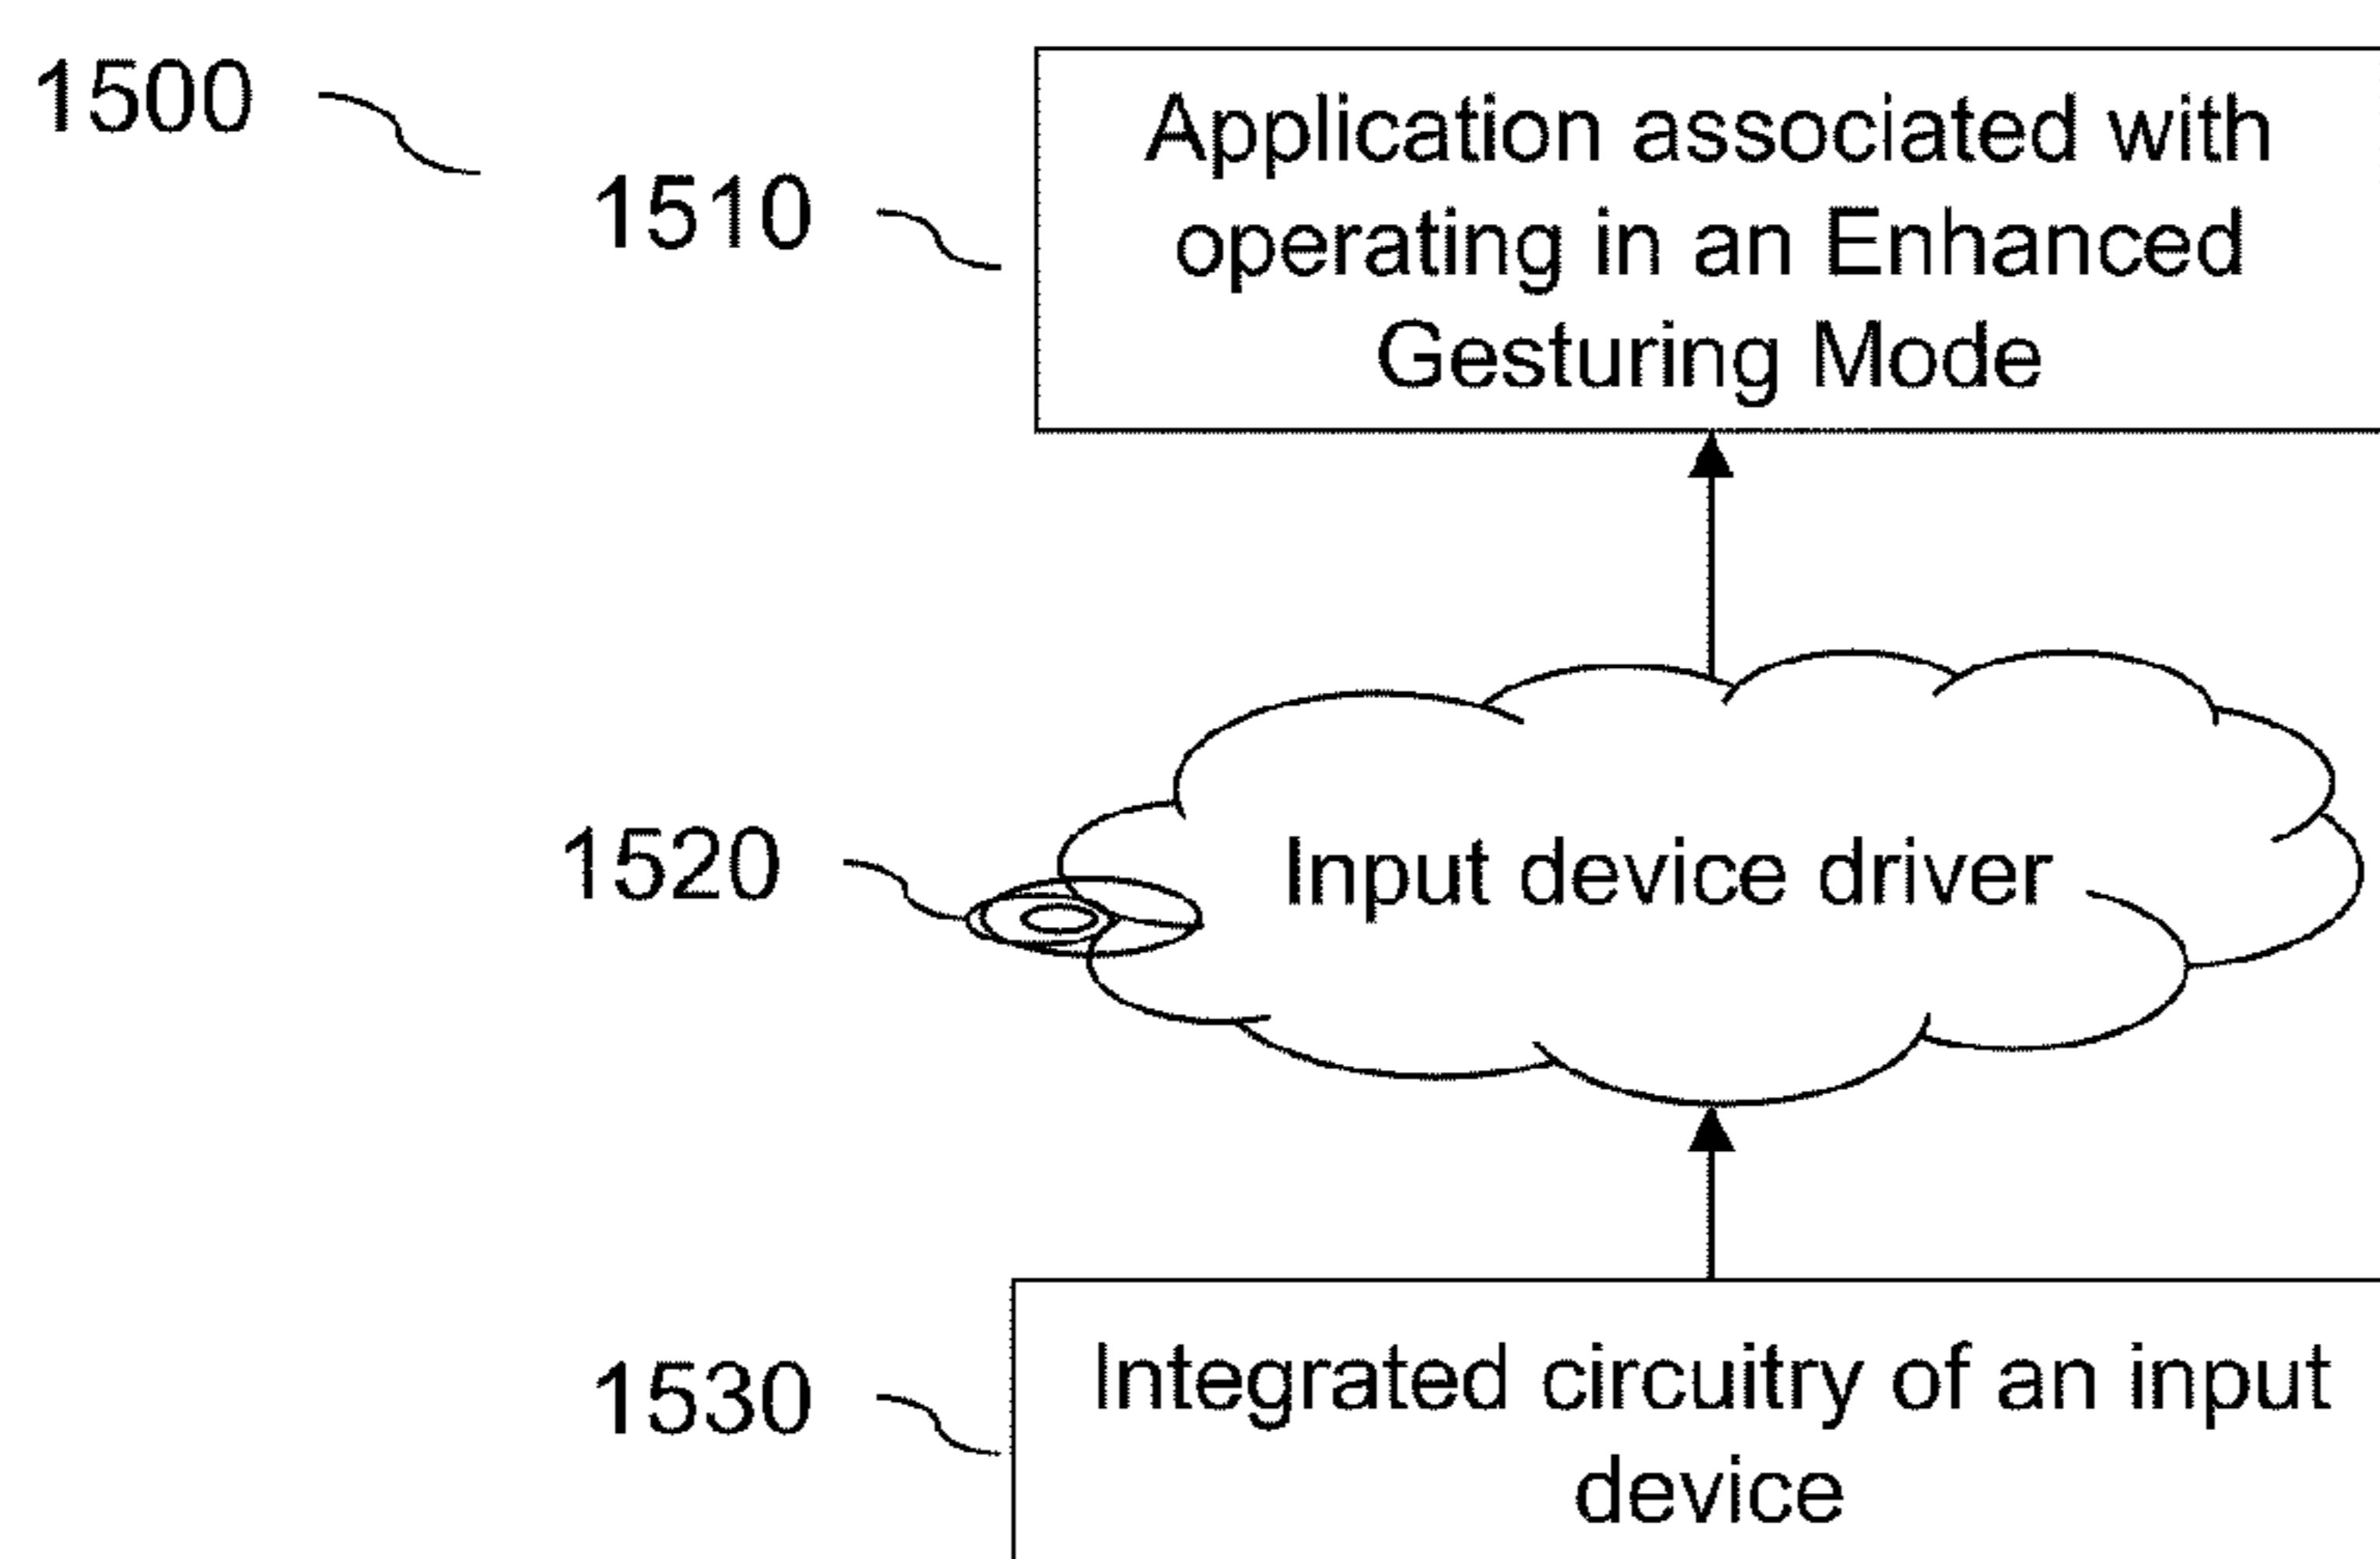 1500
1510
Application associated with
operating in an Enhanced
Gesturing Mode
1520
Input device driver
1530
Integrated circuitry of an input
device